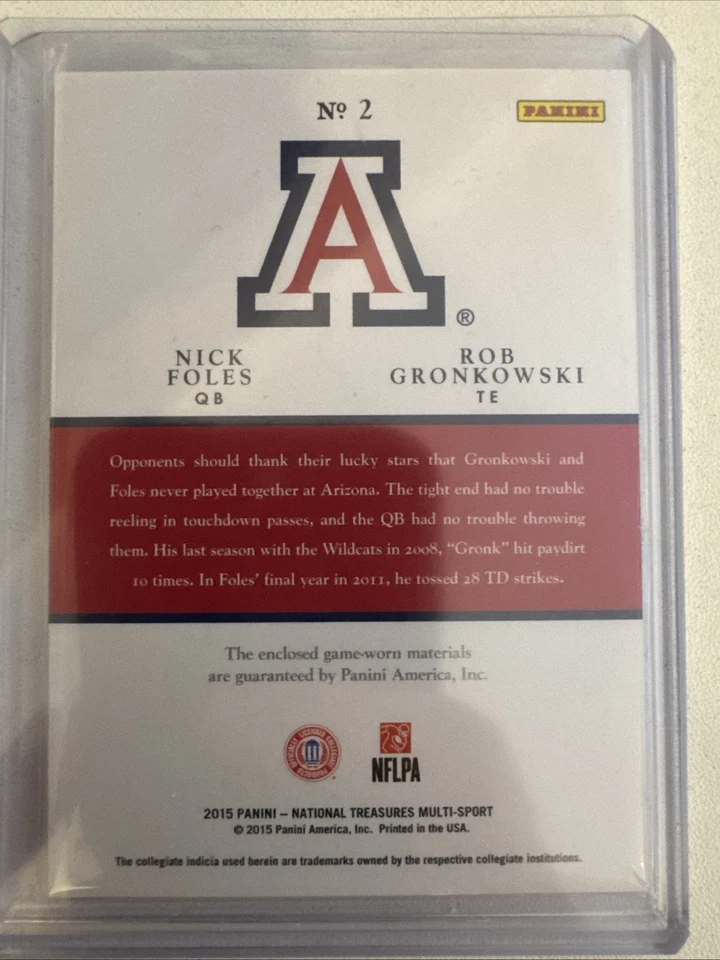 Nº 2
PANINI
A
®
NICK
FOLES
QB
ROB
GRONKOWSKI
TE
Opponents should thank their lucky stars that Gronkowski and
Foles never played together at Arizona. The tight end had no trouble
reeling in touchdown passes, and the QB had no trouble throwing
them. His last season with the Wildcats in 2008, “Gronk” hit paydirt
10 times. In Foles’ final year in 2011, he tossed 28 TD strikes.
The enclosed game-worn materials
are guaranteed by Panini America, Inc.
OFFICIALLY LICENSED COLLEGIATE PRODUCTS
NFLPA
2015 PANINI – NATIONAL TREASURES MULTI-SPORT
© 2015 Panini America, Inc. Printed in the USA.
The collegiate indicia used herein are trademarks owned by the respective collegiate institutions.